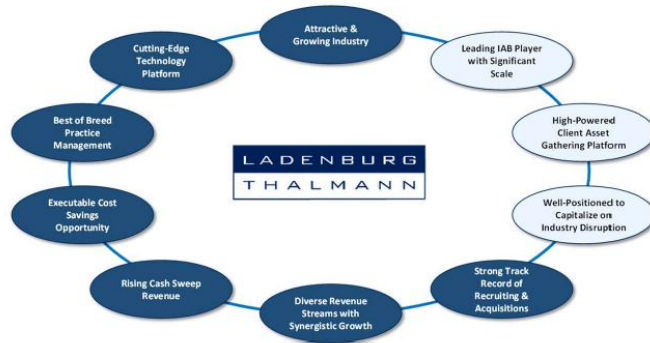 Attractive &
Growing Industry
Leading IAB Player
with Significant
Scale
High-Powered
Client Asset
Gathering Platform
Well-Positioned to
Capitalize on
Industry Disruption
Strong Track
Record of
Recruiting &
Acquisitions
Diverse Revenue
Streams with
Synergistic Growth
Rising Cash Sweep
Revenue
Executable Cost
Savings
Opportunity
Best of Breed
Practice
Management
Cutting-Edge
Technology
Platform
LADENBURG
THALMANN